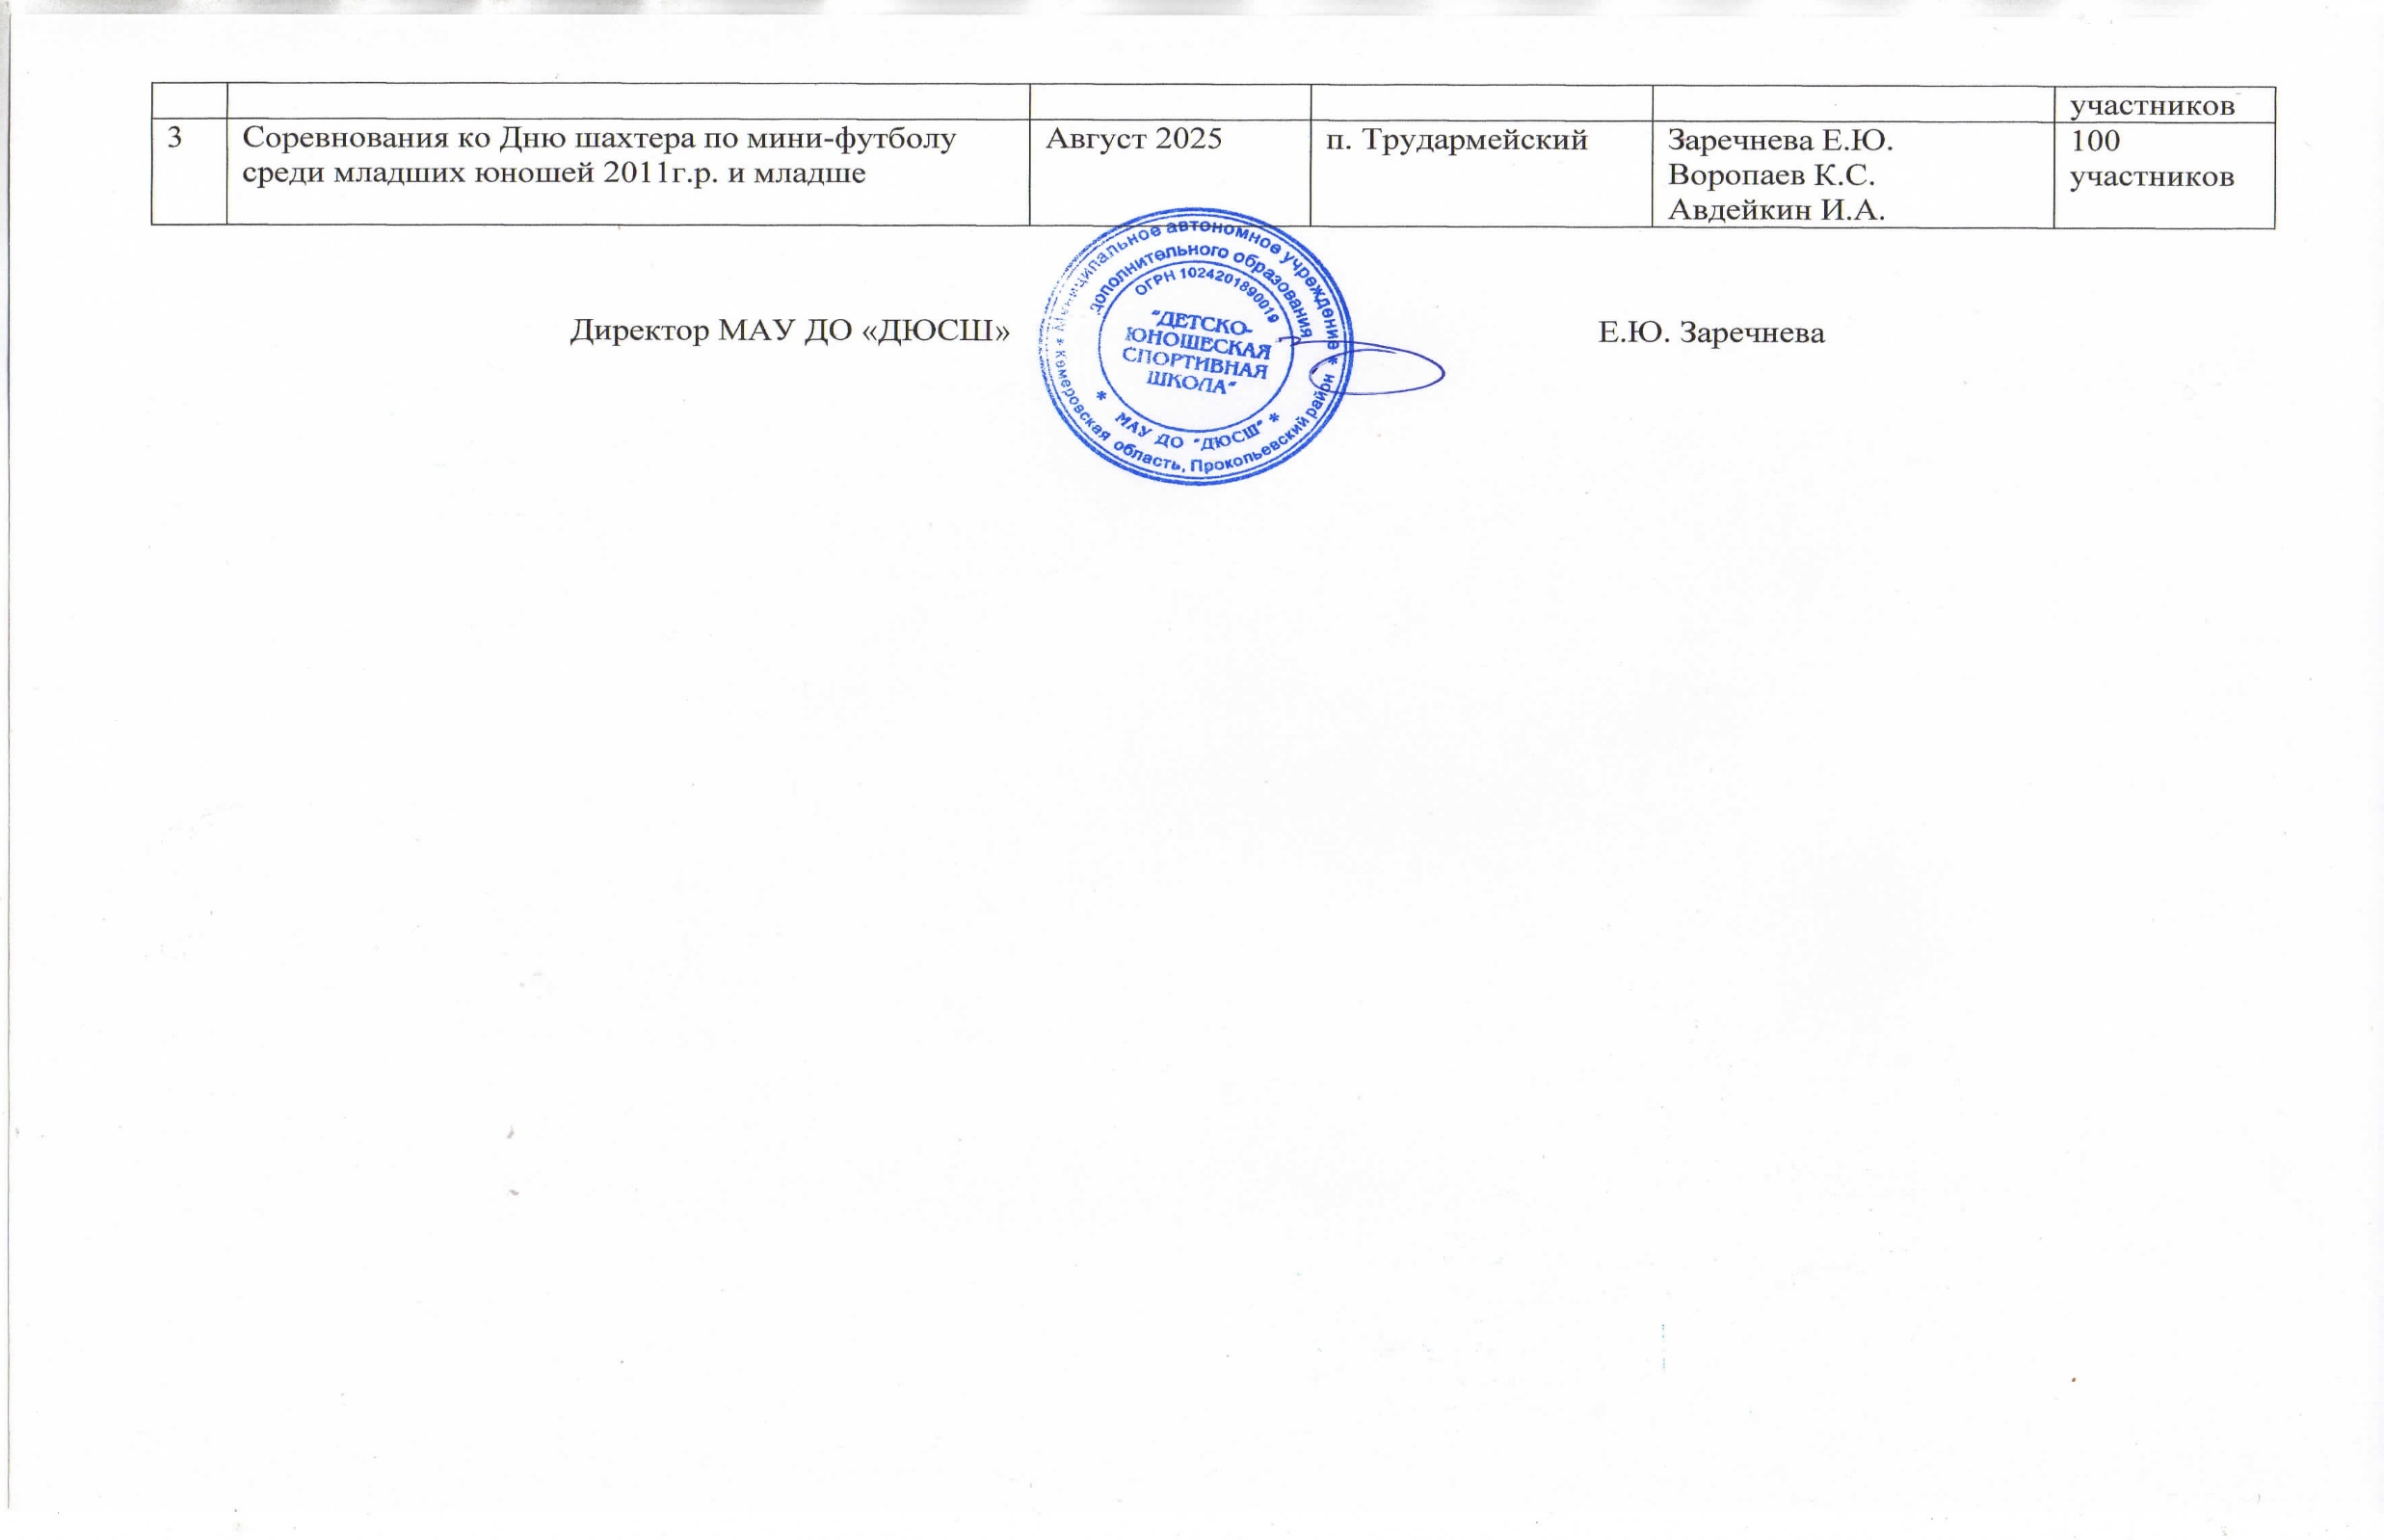 участников
3 Соревнования ко Дню шахтера по мини-футболу Август 2025 п. Трудармейский Заречнева Е.Ю. 100
среди младших юношей 2011г.р. и младше Воропаев К.С. участников
Авдейкин И.А.
Директор МАУ ДО «ДЮСШ» Е.Ю. Заречнева
Муниципальное автономное учреждение *
дополнительного образования
ОГРН 1024201890019
"ДЕТСКО-
ЮНОШЕСКАЯ
СПОРТИВНАЯ
ШКОЛА"
* МАУ ДО "ДЮСШ" *
* Кемеровская область, Прокопьевский район